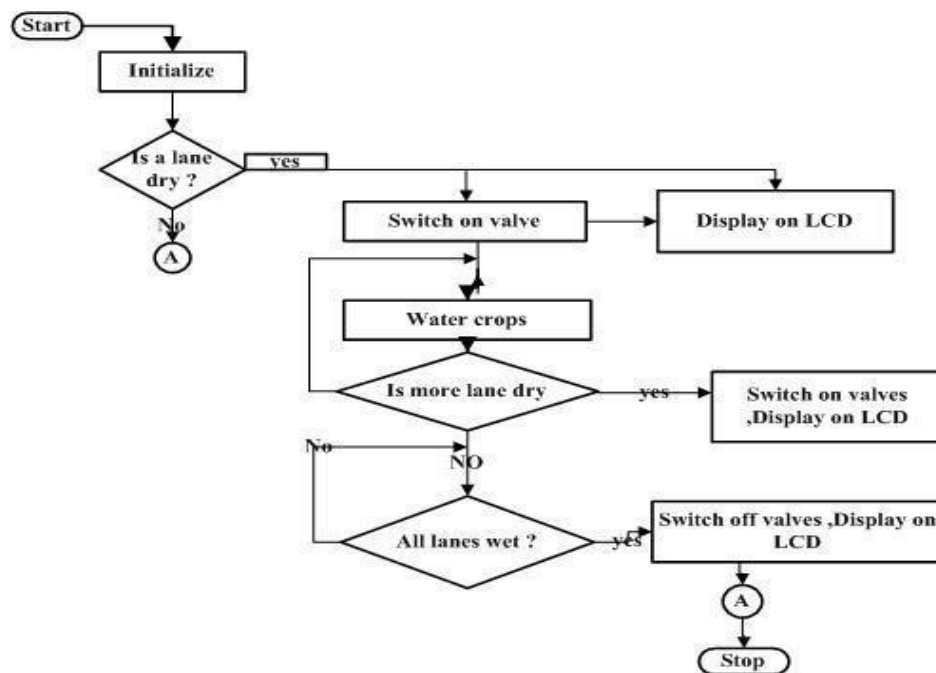 Start
Initialize
Is a lane
dry ?
yes
No
A
Switch on valve
Display on LCD
Water crops
Is more lane dry
yes
Switch on valves
,Display on LCD
No
NO
All lanes wet ?
yes
Switch off valves ,Display on
LCD
A
Stop